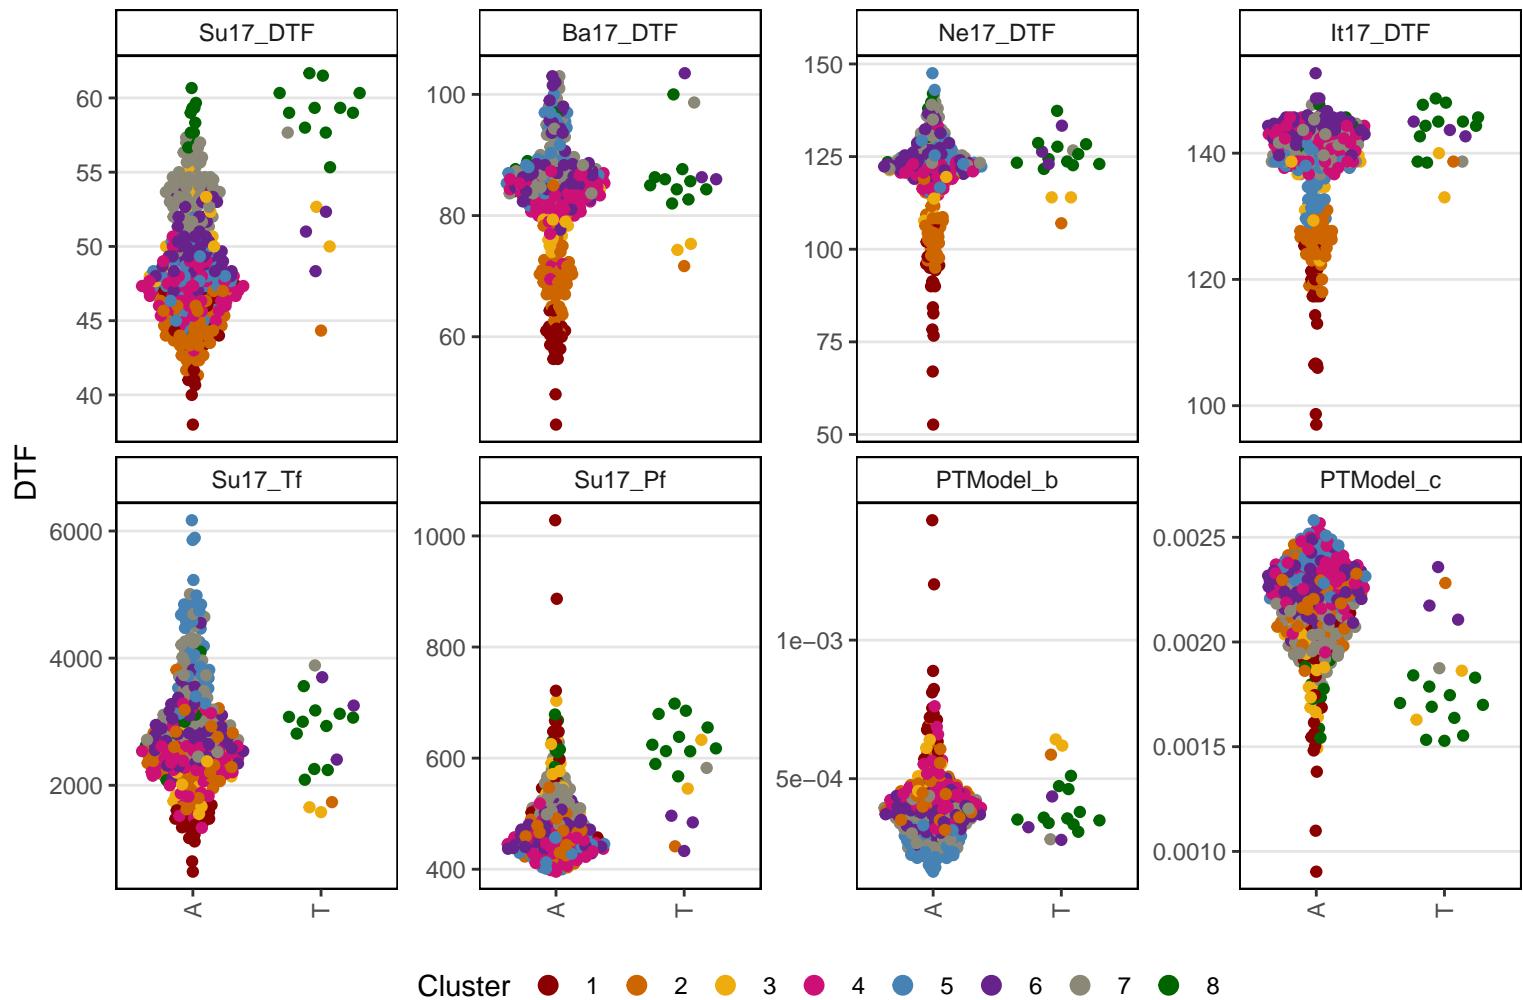 Su17_DTF
Ba17_DTF
Ne17_DTF
It17_DTF
60
55
50
45
40
100
80
60
150
125
100
75
50
140
120
100
DTF
Su17_Tf
Su17_Pf
PTModel_b
PTModel_c
6000
4000
2000
1000
800
600
400
1e−03
5e−04
0.0025
0.0020
0.0015
0.0010
A
T
A
T
A
T
A
T
Cluster 1 2 3 4 5 6 7 8